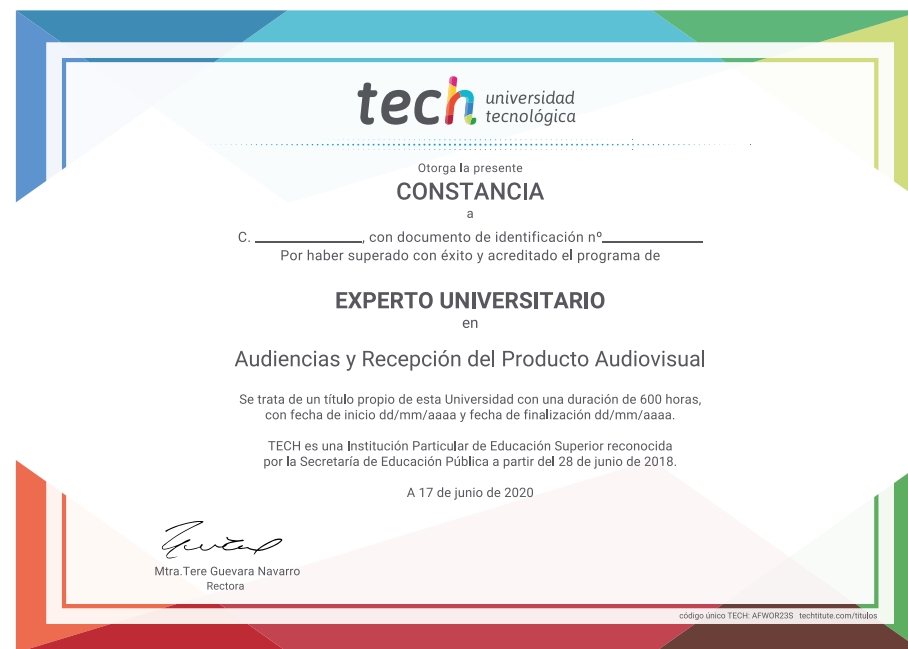 tech universidad
tecnológica
Otorga la presente
CONSTANCIA
a
C. ____________, con documento de identificación nº____________
Por haber superado con éxito y acreditado el programa de
EXPERTO UNIVERSITARIO
en
Audiencias y Recepción del Producto Audiovisual
Se trata de un título propio de esta Universidad con una duración de 600 horas,
con fecha de inicio dd/mm/aaaa y fecha de finalización dd/mm/aaaa.
TECH es una Institución Particular de Educación Superior reconocida
por la Secretaría de Educación Pública a partir del 28 de junio de 2018.
A 17 de junio de 2020
Mtra.Tere Guevara Navarro
Rectora
código único TECH: AFWOR23S techtitute.com/titulos